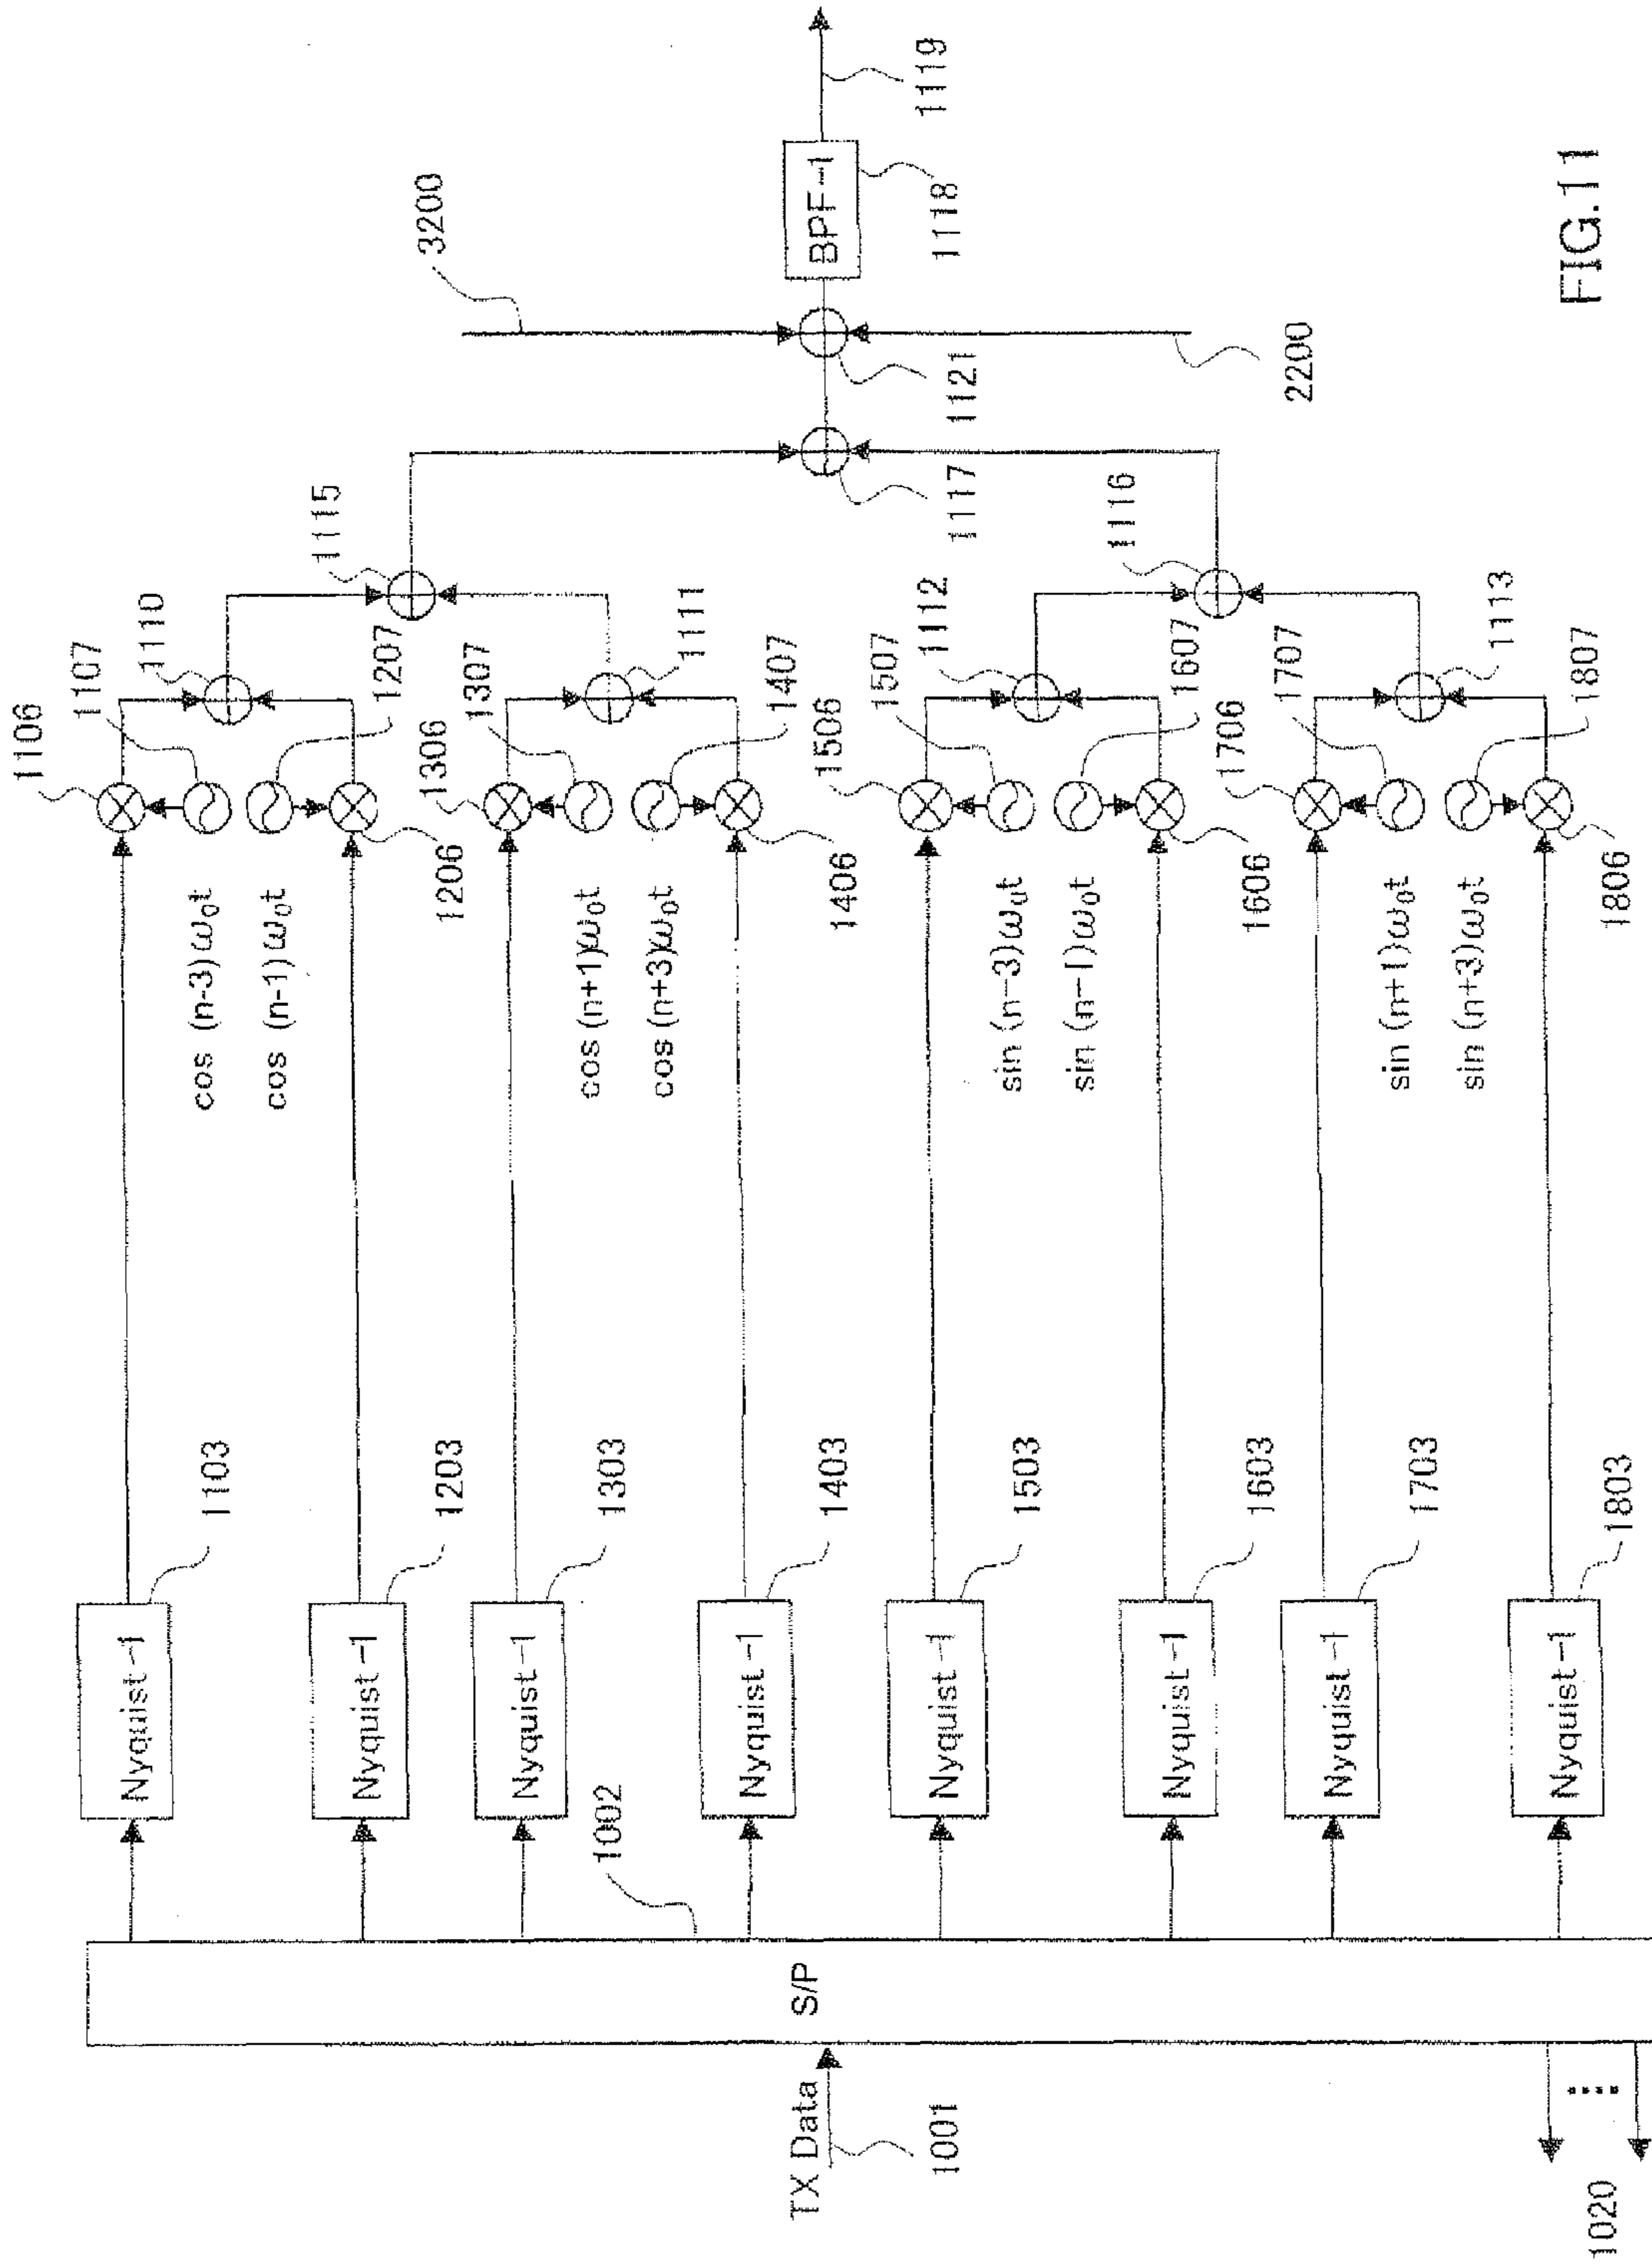 TX Data
1001
1020
S/P
1002
Nyquist-1
1103
Nyquist-1
1203
Nyquist-1
1303
Nyquist-1
1403
Nyquist-1
1503
Nyquist-1
1603
Nyquist-1
1703
Nyquist-1
1803
cos (n-3)ω₀t
cos (n-1)ω₀t
cos (n+1)ω₀t
cos (n+3)ω₀t
sin (n-3)ω₀t
sin (n-1)ω₀t
sin (n+1)ω₀t
sin (n+3)ω₀t
1106
1107
1110
1206
1207
1306
1307
1111
1406
1407
1506
1507
1112
1606
1607
1706
1707
1113
1806
1807
1115
1116
1117
1121
3200
2200
BPF-1
1118
1119
FIG.11